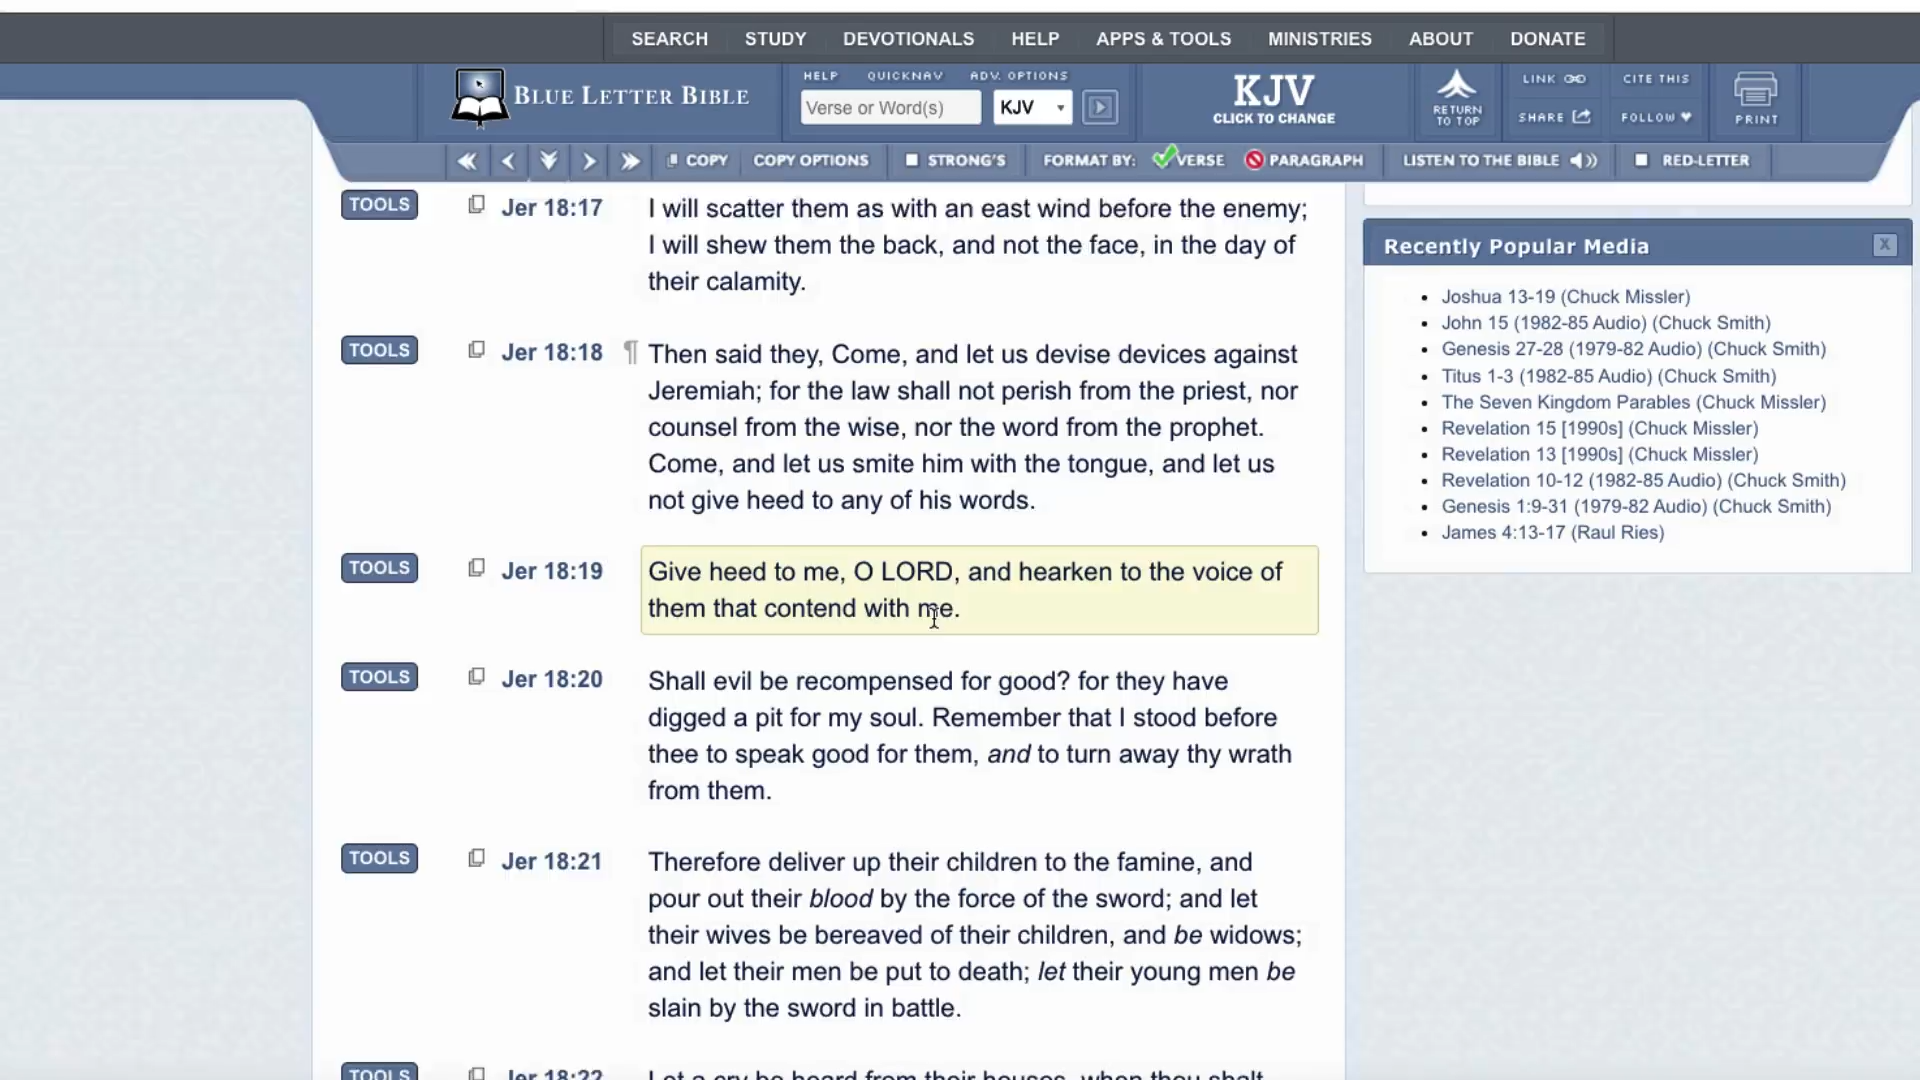 SEARCH STUDY DEVOTIONALS HELP APPS & TOOLS MINISTRIES ABOUT DONATE
BLUE LETTER BIBLE
HELP QUICKNAV ADV. OPTIONS
Verse or Word(s) KJV
KJV
CLICK TO CHANGE
RETURN
TO TOP
LINK
SHARE
CITE THIS
FOLLOW
PRINT
COPY COPY OPTIONS STRONG'S FORMAT BY: VERSE PARAGRAPH LISTEN TO THE BIBLE RED-LETTER
TOOLS Jer 18:17 I will scatter them as with an east wind before the enemy;
I will shew them the back, and not the face, in the day of
their calamity.
TOOLS Jer 18:18 ¶ Then said they, Come, and let us devise devices against
Jeremiah; for the law shall not perish from the priest, nor
counsel from the wise, nor the word from the prophet.
Come, and let us smite him with the tongue, and let us
not give heed to any of his words.
TOOLS Jer 18:19 Give heed to me, O LORD, and hearken to the voice of
them that contend with me.
TOOLS Jer 18:20 Shall evil be recompensed for good? for they have
digged a pit for my soul. Remember that I stood before
thee to speak good for them, and to turn away thy wrath
from them.
TOOLS Jer 18:21 Therefore deliver up their children to the famine, and
pour out their blood by the force of the sword; and let
their wives be bereaved of their children, and be widows;
and let their men be put to death; let their young men be
slain by the sword in battle.
TOOLS Jer 18:22 Let a cry be heard from their houses, when thou shalt
Recently Popular Media X
Joshua 13-19 (Chuck Missler)
John 15 (1982-85 Audio) (Chuck Smith)
Genesis 27-28 (1979-82 Audio) (Chuck Smith)
Titus 1-3 (1982-85 Audio) (Chuck Smith)
The Seven Kingdom Parables (Chuck Missler)
Revelation 15 [1990s] (Chuck Missler)
Revelation 13 [1990s] (Chuck Missler)
Revelation 10-12 (1982-85 Audio) (Chuck Smith)
Genesis 1:9-31 (1979-82 Audio) (Chuck Smith)
James 4:13-17 (Raul Ries)